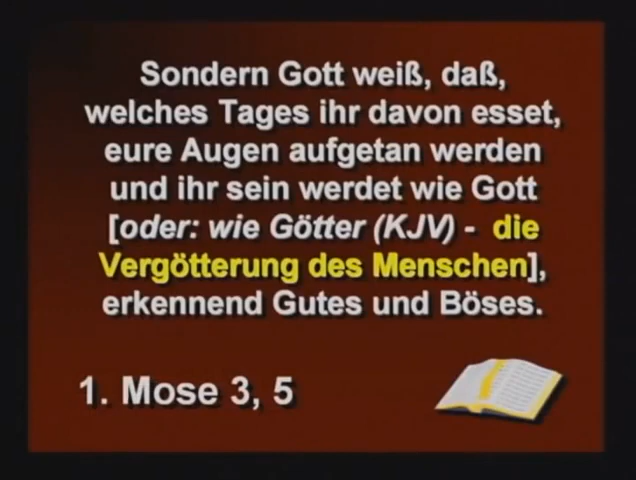 Sondern Gott weiß, daß,
welches Tages ihr davon esset,
eure Augen aufgetan werden
und ihr sein werdet wie Gott
[oder: wie Götter (KJV) - die
Vergötterung des Menschen],
erkennend Gutes und Böses.
1. Mose 3, 5